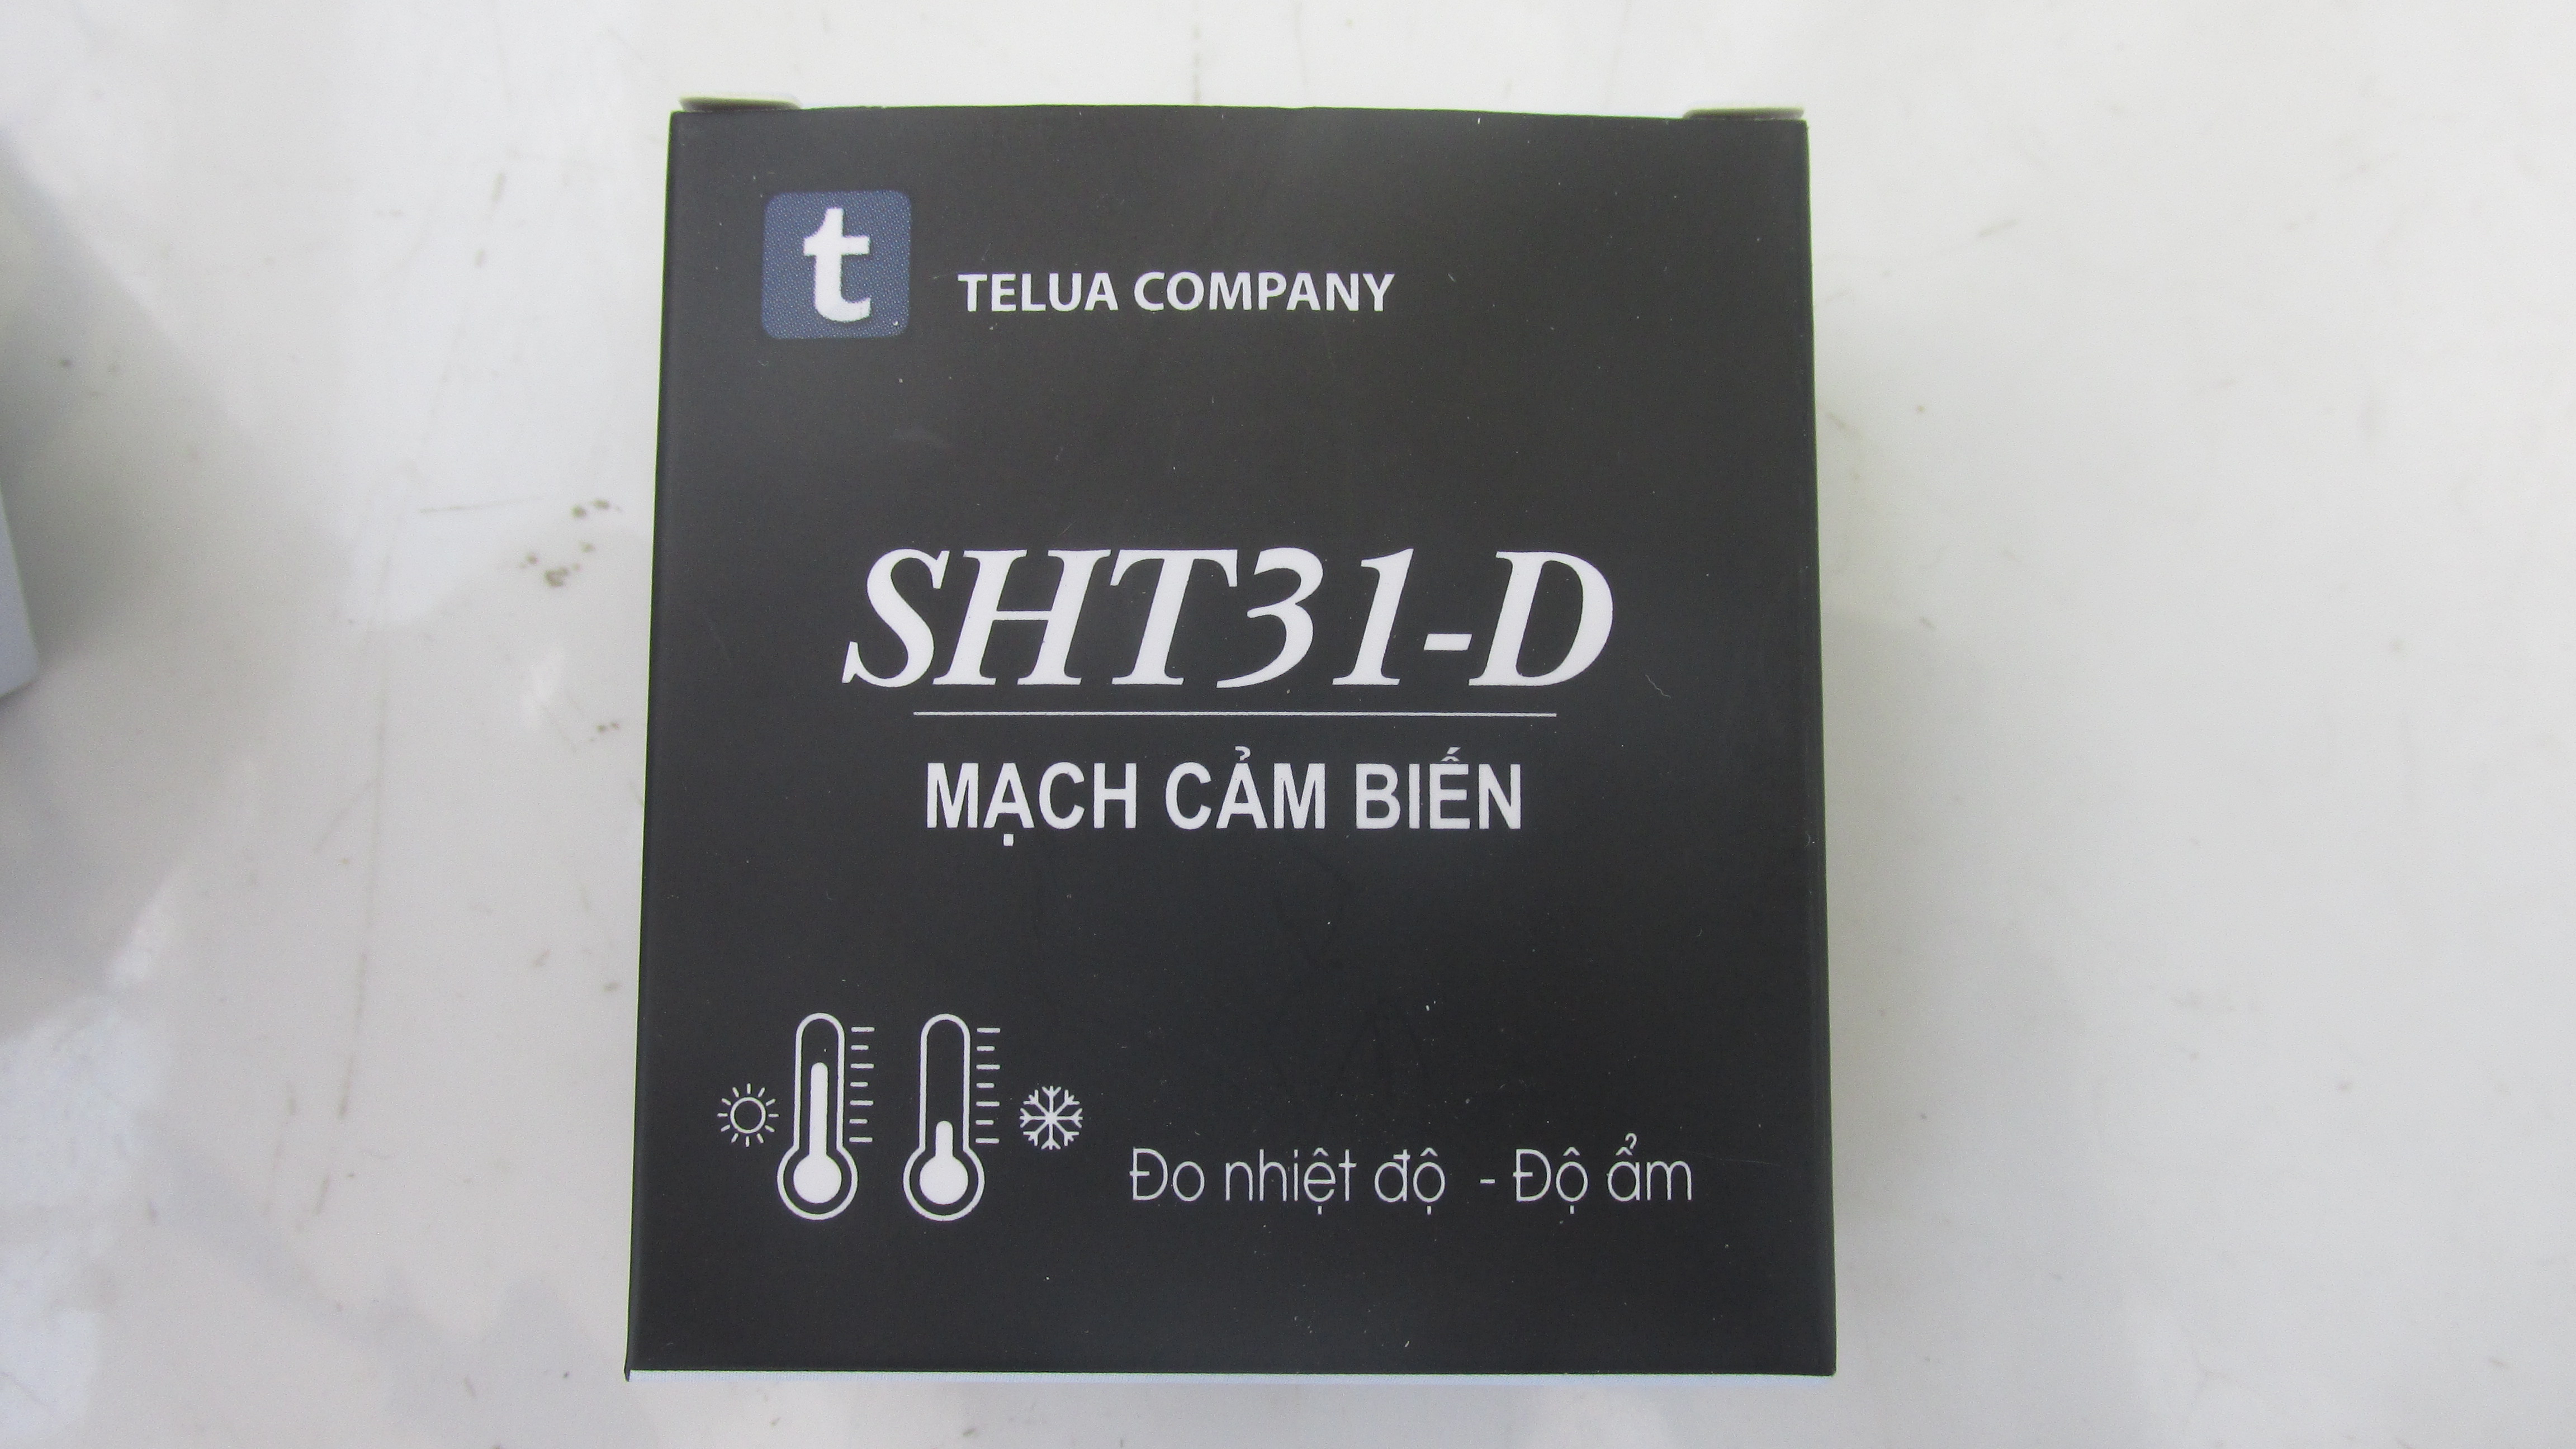 t
TELUA COMPANY
SHT31-D
MẠCH CẢM BIẾN
Đo nhiệt độ - Độ ẩm